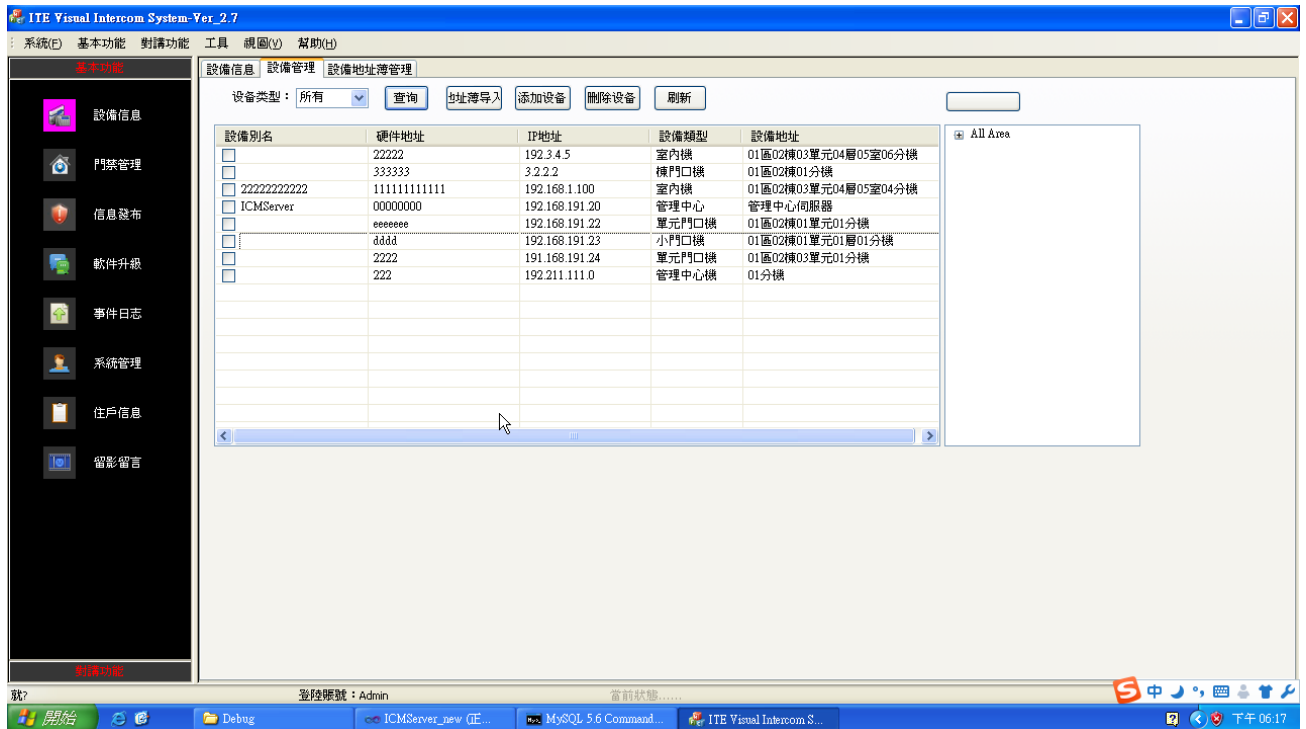 ITE Visual Intercom System-Ver_2.7
系統(F) 基本功能 對講功能 工具 視圖(V) 幫助(H)
基本功能
設備信息
門禁管理
信息發布
軟件升級
事件日志
系統管理
住戶信息
留影留言
對講功能
設備信息 設備管理 設備地址薄管理
设备类型： 所有 查询 址薄导入 添加设备 刪除设备 刷新
設備別名 硬件地址 IP地址 設備類型 設備地址
22222 192.3.4.5 室內機 01區02棟03單元04層05室06分機
333333 3.2.2.2 棟門口機 01區02棟01分機
22222222222 111111111111 192.168.1.100 室內機 01區02棟03單元04層05室04分機
ICMServer 00000000 192.168.191.20 管理中心 管理中心伺服器
eeeeeee 192.168.191.22 單元門口機 01區02棟01單元01分機
dddd 192.168.191.23 小門口機 01區02棟01單元01層01分機
2222 191.168.191.24 單元門口機 01區02棟03單元01分機
222 192.211.111.0 管理中心機 01分機
All Area
就? 登陸賬號：Admin 當前狀態......
中
開始 Debug ICMServer_new (正... MySQL 5.6 Command... ITE Visual Intercom S... 下午 06:17